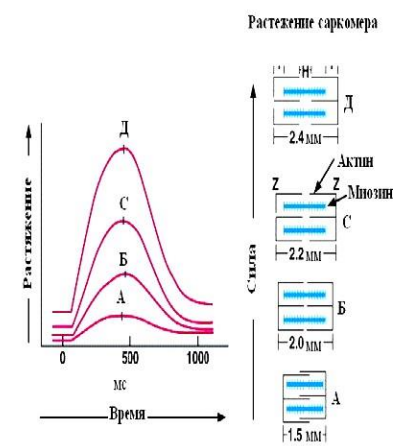 Растежение саркомера
H
Д
2.4 мм
Актин
Z
Z
Миозин
С
2.2 мм
Б
2.0 мм
А
1.5 мм
Сила
Растяжение
Д
С
Б
А
0
500
1000
мс
Время